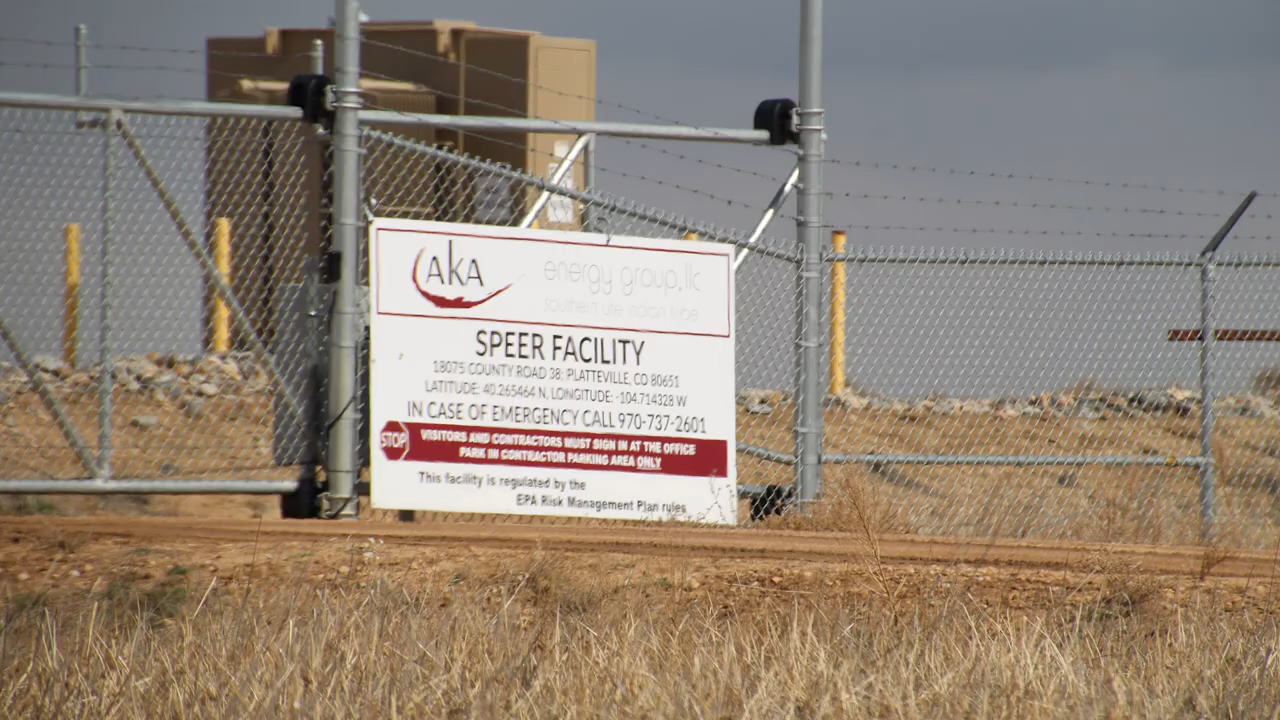 AKA energy group, llc
southern ute indian tribe
SPEER FACILITY
18075 COUNTY ROAD 38; PLATTEVILLE, CO 80651
LATITUDE: 40.265464 N, LONGITUDE: -104.714328 W
IN CASE OF EMERGENCY CALL 970-737-2601
STOP VISITORS AND CONTRACTORS MUST SIGN IN AT THE OFFICE
PARK IN CONTRACTOR PARKING AREA ONLY
This facility is regulated by the
EPA Risk Management Plan rules